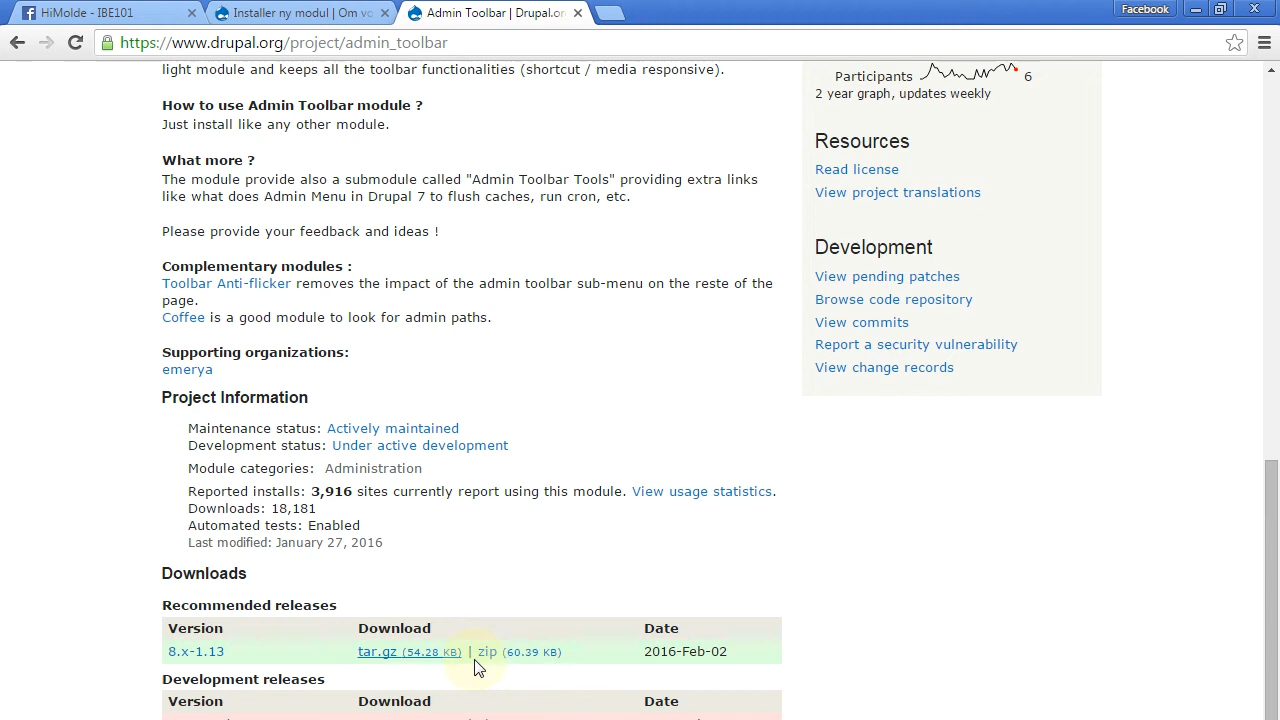 HiMolde - IBE101
Installer ny modul | Om vo
Admin Toolbar | Drupal.or
Facebook
https://www.drupal.org/project/admin_toolbar
light module and keeps all the toolbar functionalities (shortcut / media responsive).
Participants 6
2 year graph, updates weekly
How to use Admin Toolbar module ?
Just install like any other module.
Resources
Read license
View project translations
What more ?
The module provide also a submodule called "Admin Toolbar Tools" providing extra links
like what does Admin Menu in Drupal 7 to flush caches, run cron, etc.
Please provide your feedback and ideas !
Development
View pending patches
Browse code repository
View commits
Report a security vulnerability
View change records
Complementary modules :
Toolbar Anti-flicker removes the impact of the admin toolbar sub-menu on the reste of the
page.
Coffee is a good module to look for admin paths.
Supporting organizations:
emerya
Project Information
Maintenance status: Actively maintained
Development status: Under active development
Module categories: Administration
Reported installs: 3,916 sites currently report using this module. View usage statistics.
Downloads: 18,181
Automated tests: Enabled
Last modified: January 27, 2016
Downloads
Recommended releases
Version Download Date
8.x-1.13 tar.gz (54.28 KB) | zip (60.39 KB) 2016-Feb-02
Development releases
Version Download Date